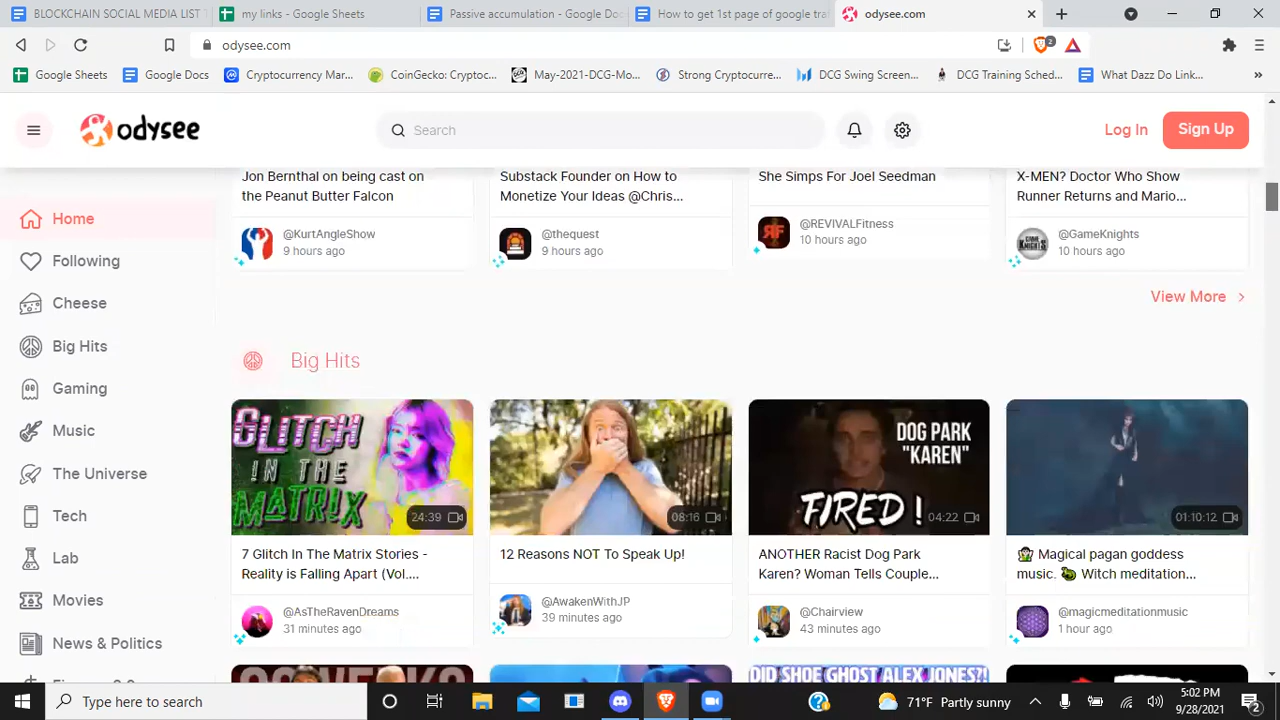 BLOCKCHAIN SOCIAL MEDIA LIST
my links - Google Sheets
Passive accumulation - Google Do
How to get 1st page of google tra
odysee.com
odysee.com
2
Google Sheets
Google Docs
Cryptocurrency Mar...
CoinGecko: Cryptoc...
May-2021-DCG-Mo...
Strong Cryptocurre...
DCG Swing Screen...
DCG Training Sched...
What Dazz Do Link...
»
odysee
Search
Log In
Sign Up
Home
Following
Cheese
Big Hits
Gaming
Music
The Universe
Tech
Lab
Movies
News & Politics
Jon Bernthal on being cast on
the Peanut Butter Falcon
@KurtAngleShow
9 hours ago
Substack Founder on How to
Monetize Your Ideas @Chris...
@thequest
9 hours ago
She Simps For Joel Seedman
@REVIVALFitness
10 hours ago
X-MEN? Doctor Who Show
Runner Returns and Mario...
@GameKnights
10 hours ago
View More
Big Hits
GLITCH
IN THE
MATRIX
24:39
7 Glitch In The Matrix Stories -
Reality is Falling Apart (Vol....
@AsTheRavenDreams
31 minutes ago
08:16
12 Reasons NOT To Speak Up!
@AwakenWithJP
39 minutes ago
DOG PARK
"KAREN"
TIRED !
04:22
ANOTHER Racist Dog Park
Karen? Woman Tells Couple...
@Chairview
43 minutes ago
01:10:12
🧝 Magical pagan goddess
music. 🐉 Witch meditation...
@magicmeditationmusic
1 hour ago
DID SHOE GHOST ALEX JONES?!
Type here to search
71°F Partly sunny
5:02 PM
9/28/2021
2